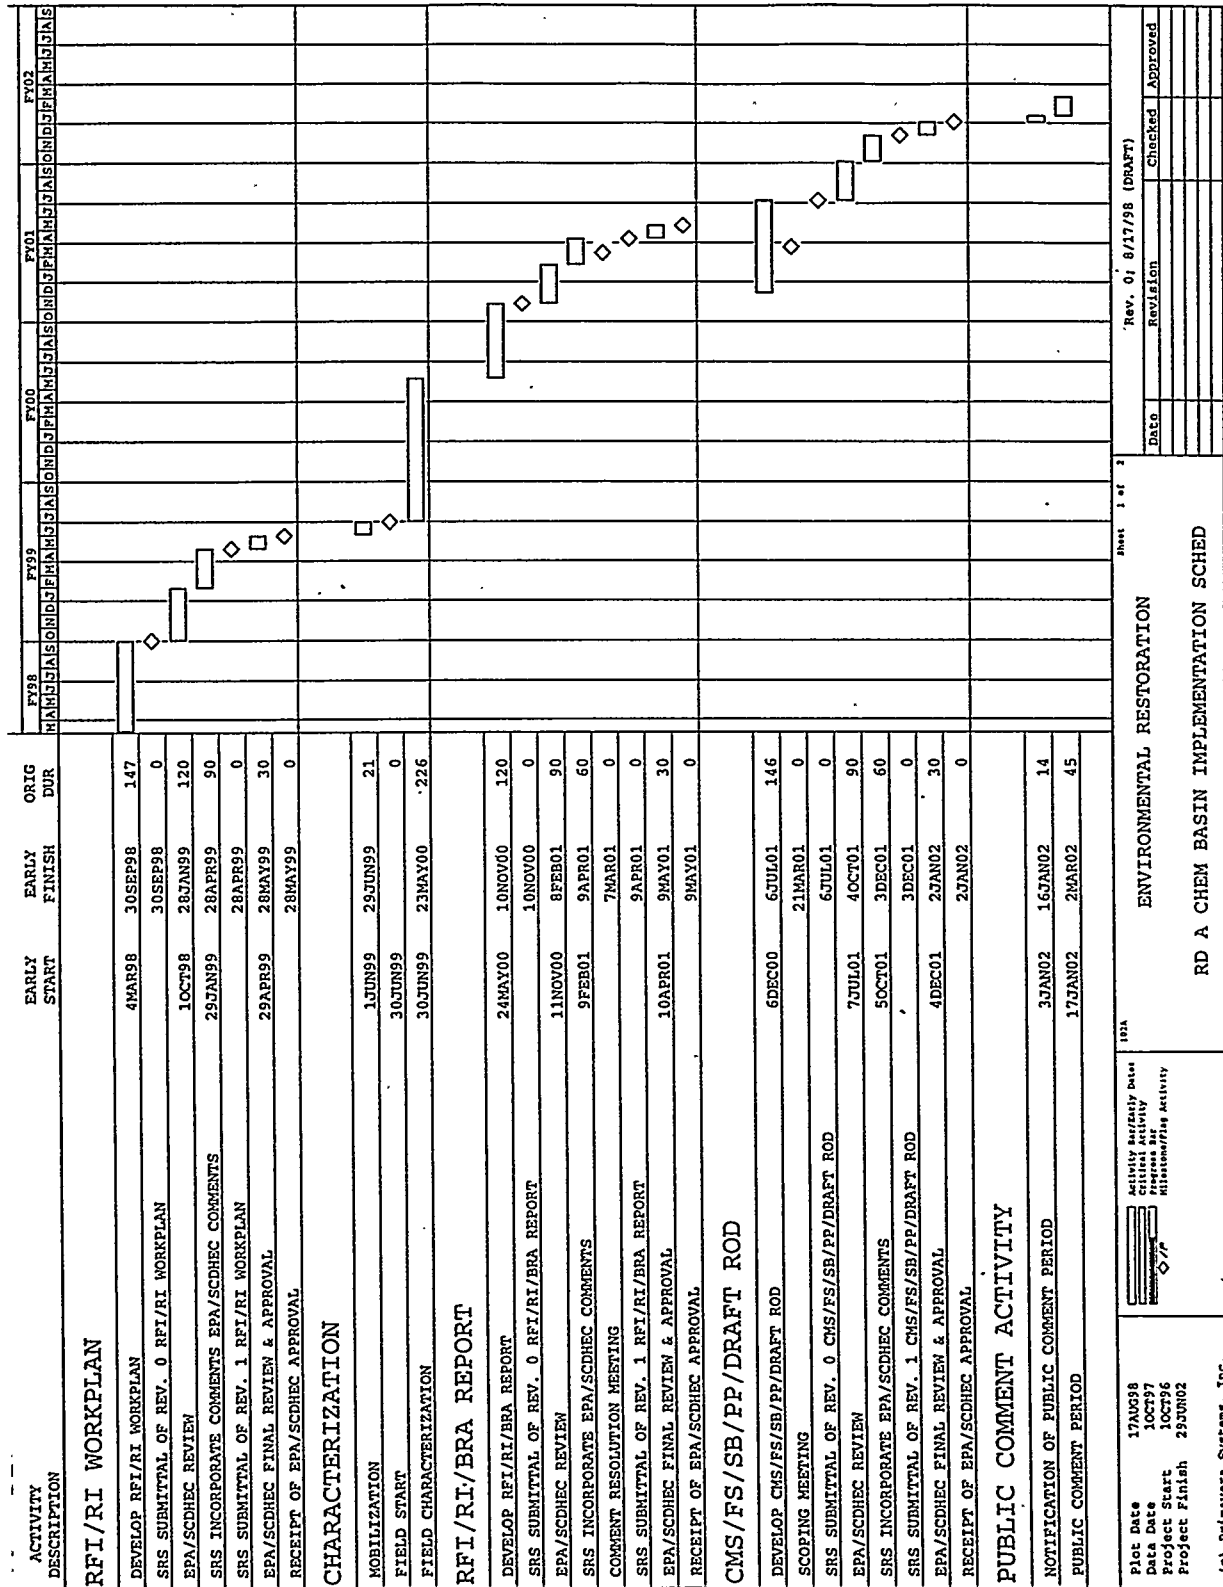 ACTIVITY DESCRIPTION EARLY START EARLY FINISH ORIG DUR
FY98 FY99 FY00 FY01 FY02
M A M J J A S O N D J F M A M J J A S O N D J F M A M J J A S O N D J F M A M J J A S O N D J F M A M J J A S
RFI/RI WORKPLAN
DEVELOP RFI/RI WORKPLAN 4MAR98 30SEP98 147
SRS SUBMITTAL OF REV. 0 RFI/RI WORKPLAN 30SEP98 0
EPA/SCDHEC REVIEW 1OCT98 28JAN99 120
SRS INCORPORATE COMMENTS EPA/SCDHEC COMMENTS 29JAN99 28APR99 90
SRS SUBMITTAL OF REV. 1 RFI/RI WORKPLAN 28APR99 0
EPA/SCDHEC FINAL REVIEW & APPROVAL 29APR99 28MAY99 30
RECEIPT OF EPA/SCDHEC APPROVAL 28MAY99 0
CHARACTERIZATION
MOBILIZATION 1JUN99 29JUN99 21
FIELD START 30JUN99 0
FIELD CHARACTERIZATION 30JUN99 23MAY00 226
RFI/RI/BRA REPORT
DEVELOP RFI/RI/BRA REPORT 24MAY00 10NOV00 120
SRS SUBMITTAL OF REV. 0 RFI/RI/BRA REPORT 10NOV00 0
EPA/SCDHEC REVIEW 11NOV00 8FEB01 90
SRS INCORPORATE EPA/SCDHEC COMMENTS 9FEB01 9APR01 60
COMMENT RESOLUTION MEETING 7MAR01 0
SRS SUBMITTAL OF REV. 1 RFI/RI/BRA REPORT 9APR01 0
EPA/SCDHEC FINAL REVIEW & APPROVAL 10APR01 9MAY01 30
RECEIPT OF EPA/SCDHEC APPROVAL 9MAY01 0
CMS/FS/SB/PP/DRAFT ROD
DEVELOP CMS/FS/SB/PP/DRAFT ROD 6DEC00 6JUL01 146
SCOPING MEETING 21MAR01 0
SRS SUBMITTAL OF REV. 0 CMS/FS/SB/PP/DRAFT ROD 6JUL01 0
EPA/SCDHEC REVIEW 7JUL01 4OCT01 90
SRS INCORPORATE EPA/SCDHEC COMMENTS 5OCT01 3DEC01 60
SRS SUBMITTAL OF REV. 1 CMS/FS/SB/PP/DRAFT ROD 3DEC01 0
EPA/SCDHEC FINAL REVIEW & APPROVAL 4DEC01 2JAN02 30
RECEIPT OF EPA/SCDHEC APPROVAL 2JAN02 0
PUBLIC COMMENT ACTIVITY
NOTIFICATION OF PUBLIC COMMENT PERIOD 3JAN02 16JAN02 14
PUBLIC COMMENT PERIOD 17JAN02 2MAR02 45
Plot Date 17AUG98
Data Date 1OCT97
Project Start 1OCT96
Project Finish 29JUN02
Primavera Systems, Inc.
Activity Bar/Early Dates
Critical Activity
Progress Bar
Milestone/Flag Activity
102A
ENVIRONMENTAL RESTORATION
RD A CHEM BASIN IMPLEMENTATION SCHED
Sheet 1 of 2
Rev. 0; 8/17/98 (DRAFT)
Date Revision Checked Approved